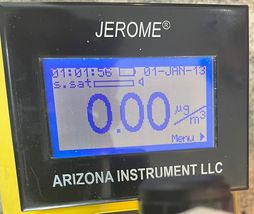 JEROME®
01:01:56 01-JAN-13
s.sat
0.00 µg/m³
Menu
ARIZONA INSTRUMENT LLC